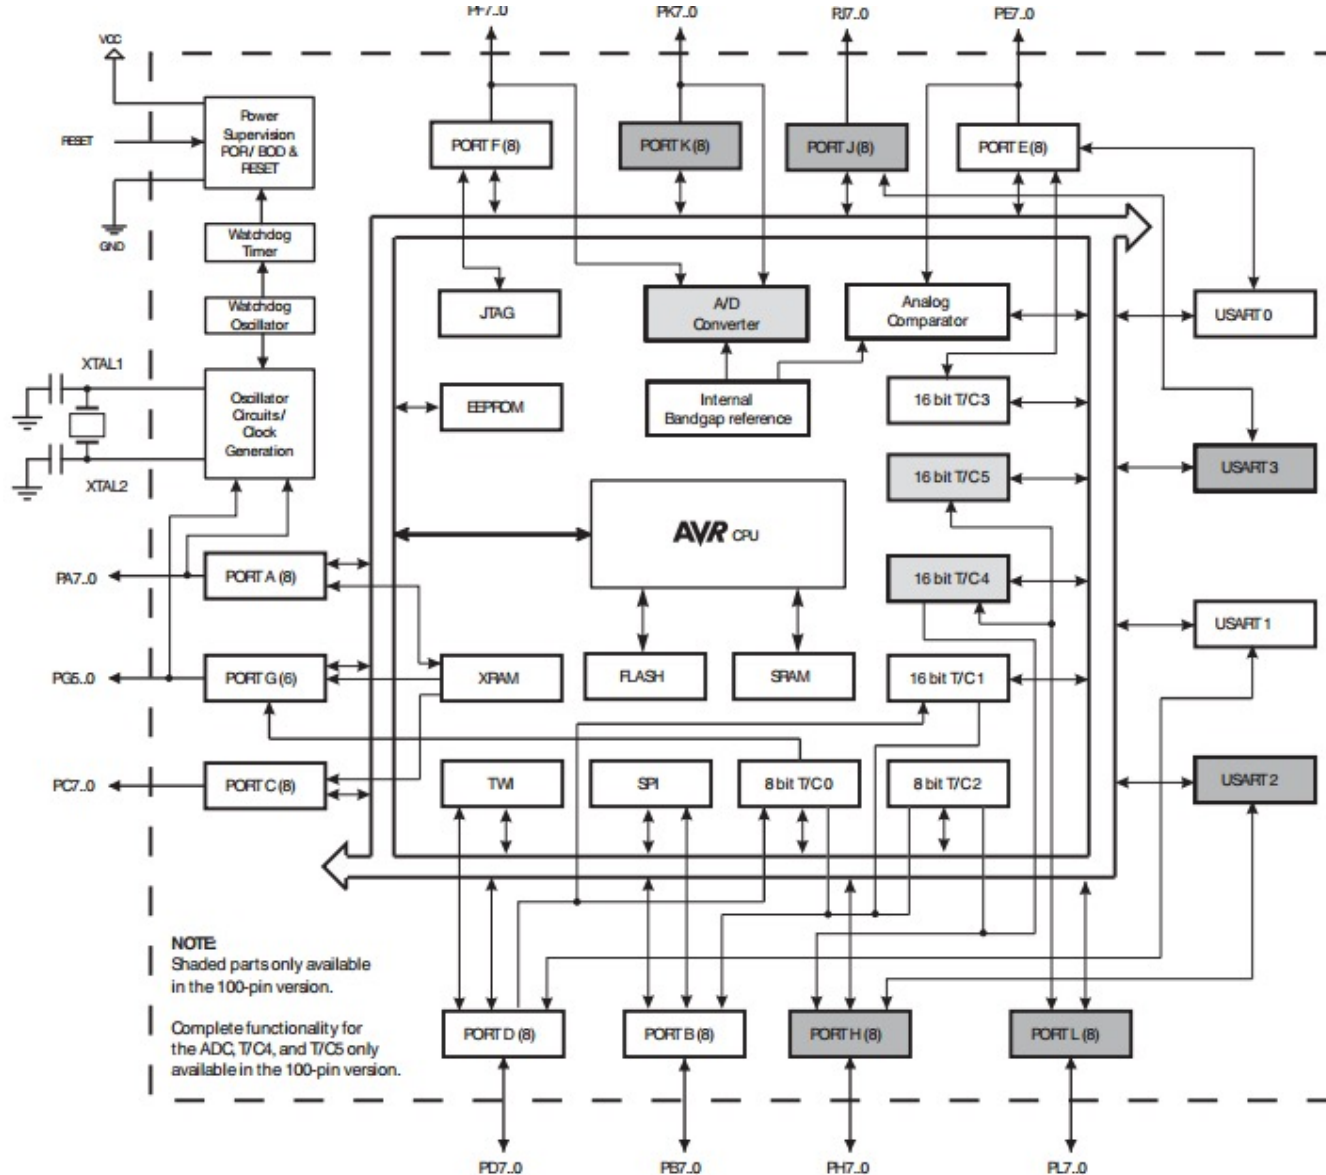 PF7..0
PK7..0
PJ7..0
PE7..0
VCC
RESET
GND
Power
Supervision
POR/ BOD &
RESET
PORT F (8)
PORT K (8)
PORT J (8)
PORT E (8)
Watchdog
Timer
Watchdog
Oscillator
JTAG
A/D
Converter
Analog
Comparator
USART 0
XTAL1
Oscillator
Circuits/
Clock
Generation
XTAL2
EEPROM
Internal
Bandgap reference
16 bit T/C3
16 bit T/C5
USART 3
AVR CPU
PA7..0
PORT A (8)
16 bit T/C4
USART 1
PG5..0
PORT G (6)
XRAM
FLASH
SRAM
16 bit T/C1
PC7..0
PORT C (8)
TWI
SPI
8 bit T/C0
8 bit T/C2
USART 2
NOTE:
Shaded parts only available
in the 100-pin version.
Complete functionality for
the ADC, T/C4, and T/C5 only
available in the 100-pin version.
PORT D (8)
PORT B (8)
PORT H (8)
PORT L (8)
PD7..0
PB7..0
PH7..0
PL7..0